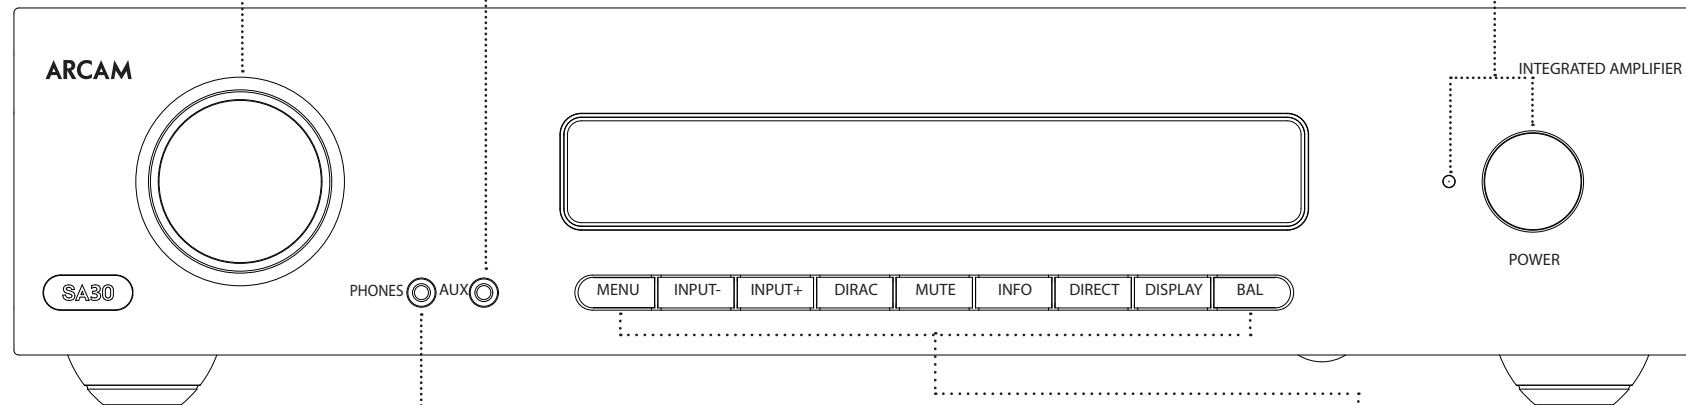 ARCAM
INTEGRATED AMPLIFIER
POWER
SA30
PHONES
AUX
MENU
INPUT-
INPUT+
DIRAC
MUTE
INFO
DIRECT
DISPLAY
BAL